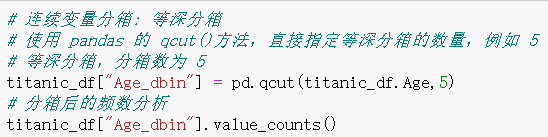 # 连续变量分箱: 等深分箱
# 使用 pandas 的 qcut()方法，直接指定等深分箱的数量，例如 5
# 等深分箱，分箱数为 5
titanic_df["Age_dbin"] = pd.qcut(titanic_df.Age,5)
# 分箱后的频数分析
titanic_df["Age_dbin"].value_counts()